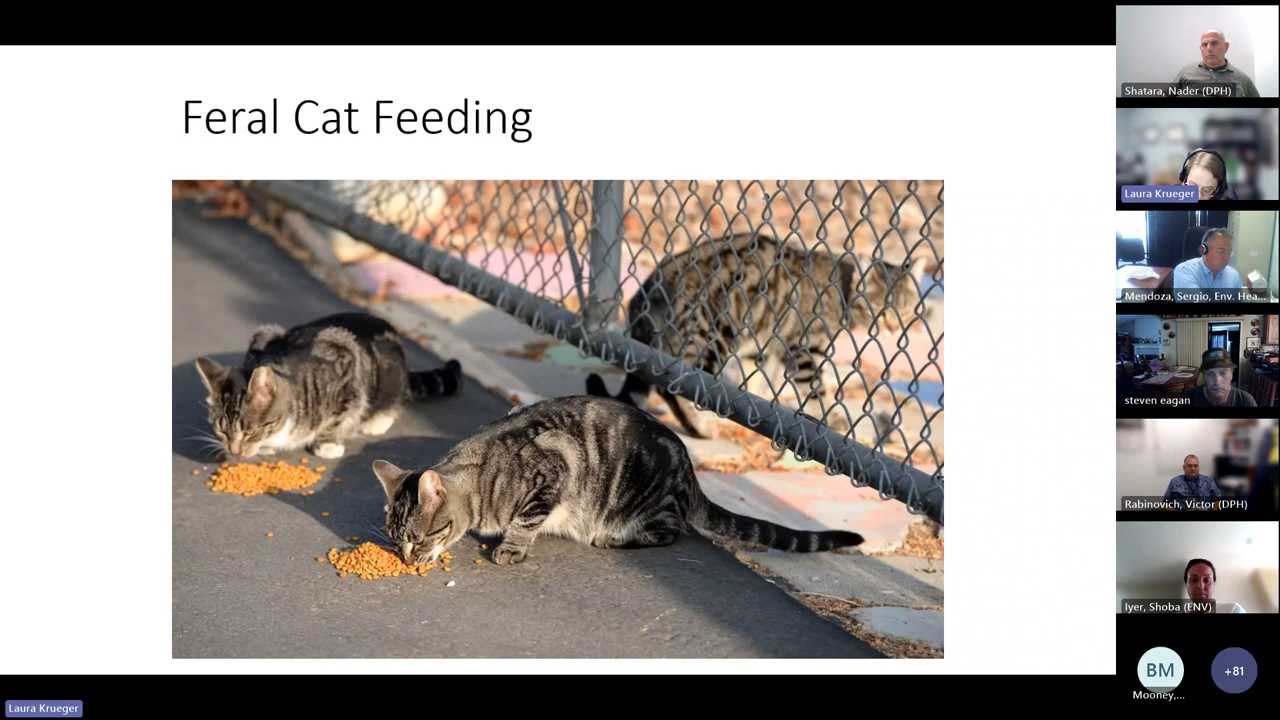 Feral Cat Feeding
Shatara, Nader (DPH)
Laura Krueger
Mendoza, Sergio, Env. Hea...
steven eagan
Rabinovich, Victor (DPH)
Iyer, Shoba (ENV)
BM
Mooney,...
+81
Laura Krueger